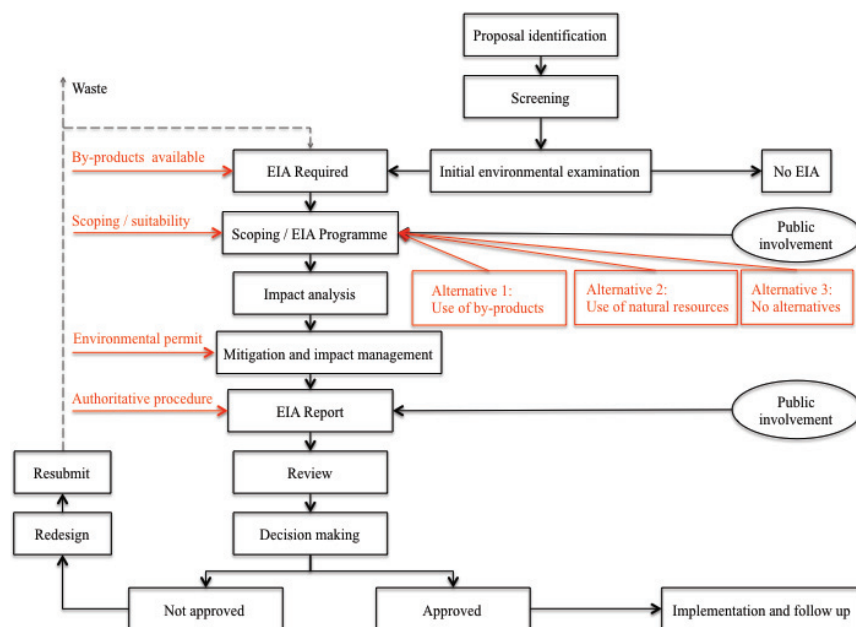 Proposal identification
Waste
Screening
By-products available
EIA Required
Initial environmental examination
No EIA
Scoping / suitability
Scoping / EIA Programme
Public
involvement
Impact analysis
Alternative 1:
Use of by-products
Alternative 2:
Use of natural resources
Alternative 3:
No alternatives
Environmental permit
Mitigation and impact management
Authoritative procedure
EIA Report
Public
involvement
Resubmit
Review
Redesign
Decision making
Not approved
Approved
Implementation and follow up